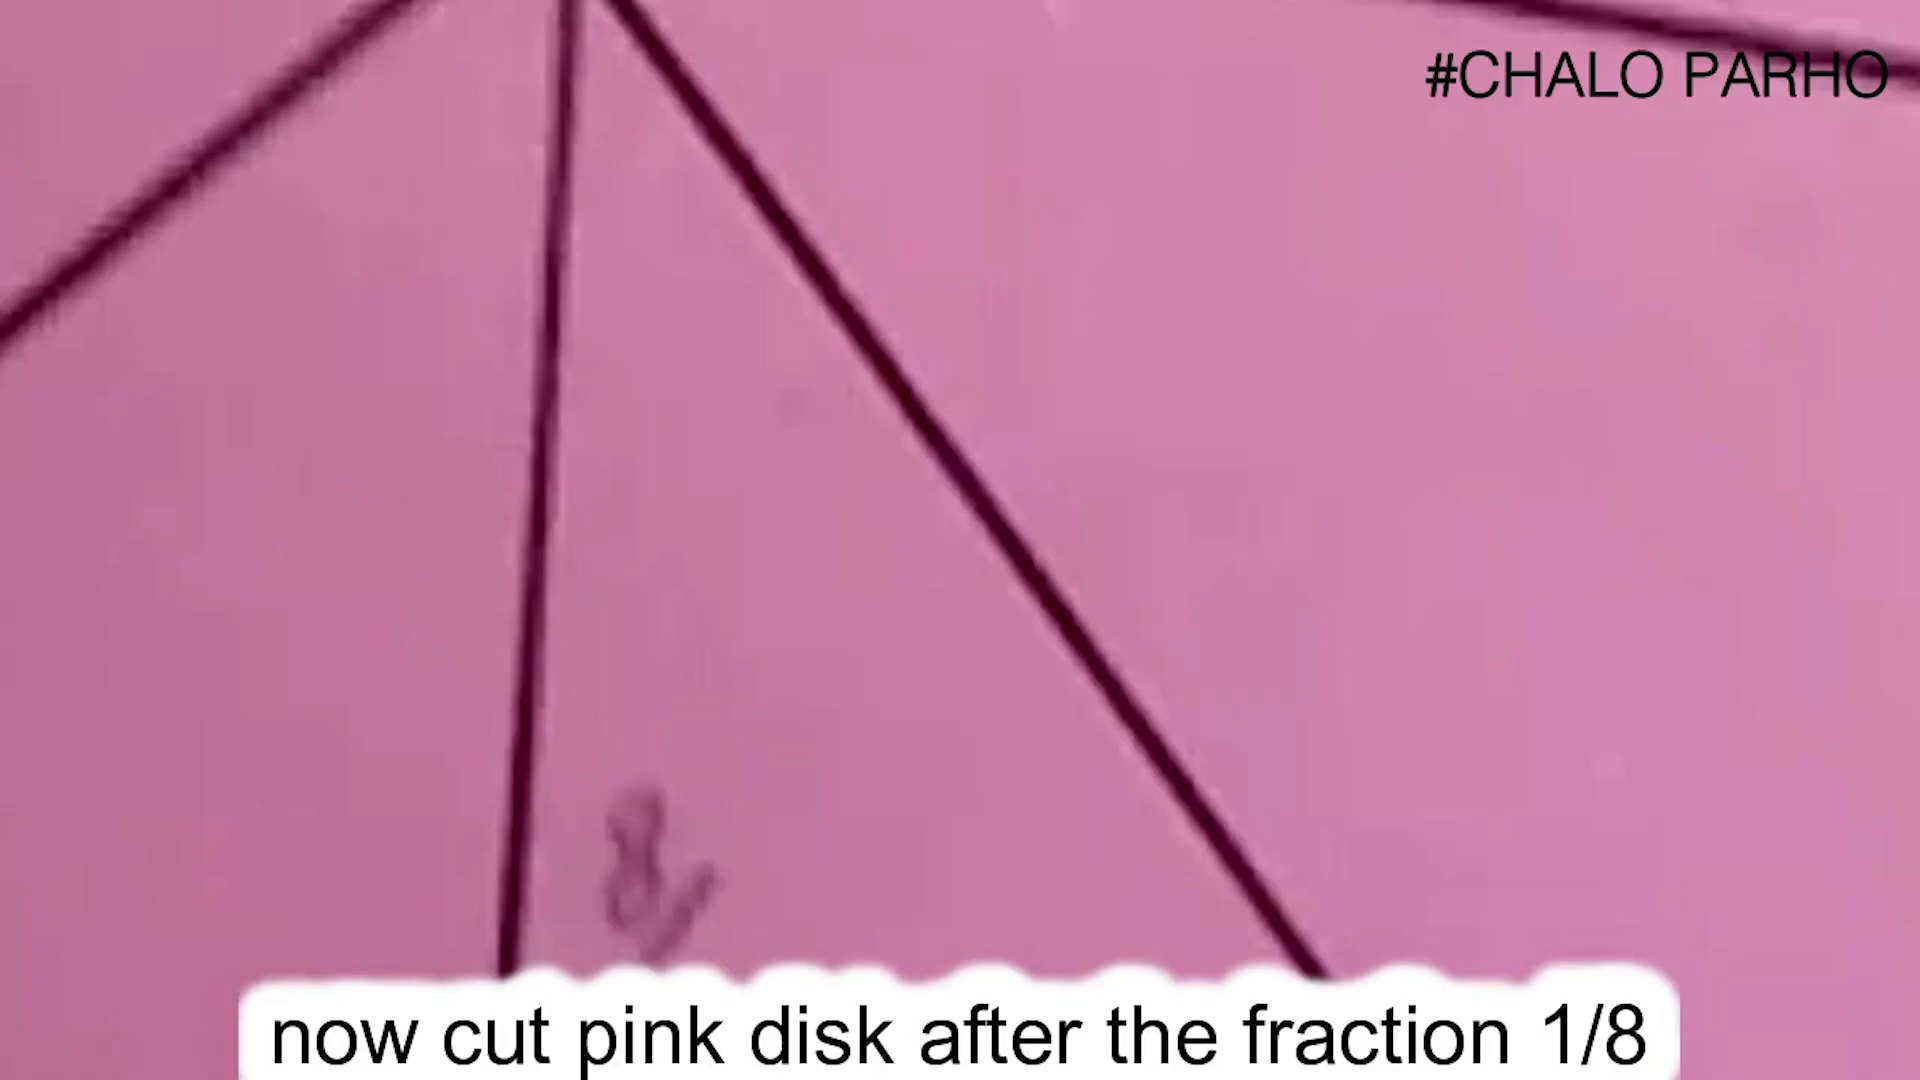 #CHALO PARHO
now cut pink disk after the fraction 1/8